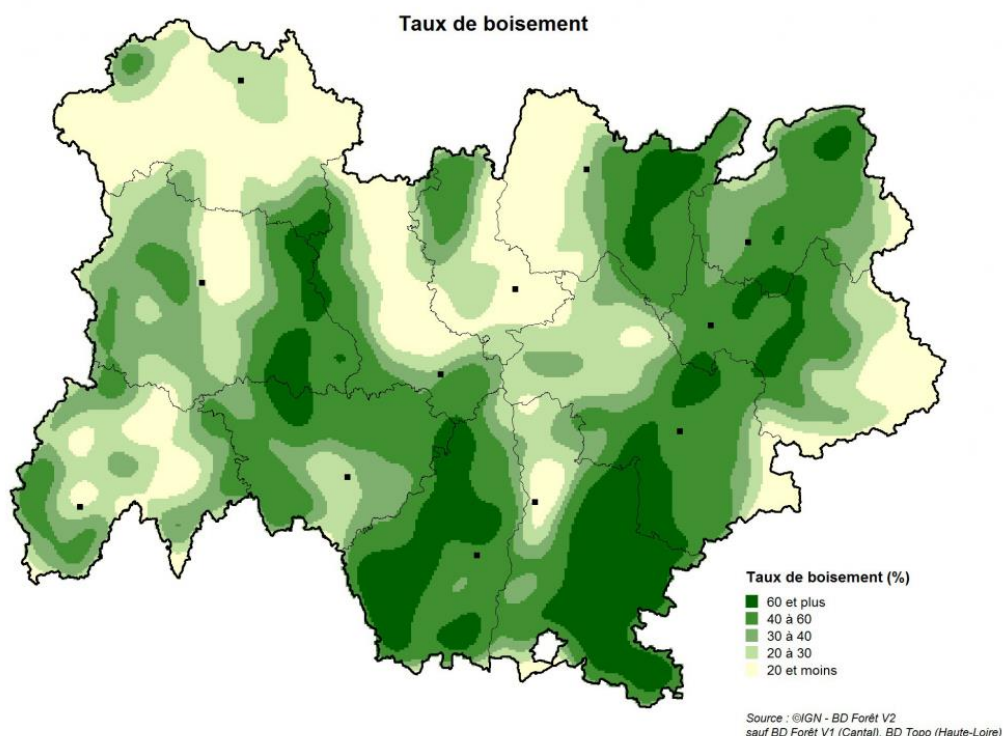 Taux de boisement
Taux de boisement (%)
60 et plus
40 à 60
30 à 40
20 à 30
20 et moins
Source : ©IGN - BD Forêt V2
sauf BD Forêt V1 (Cantal), BD Topo (Haute-Loire)